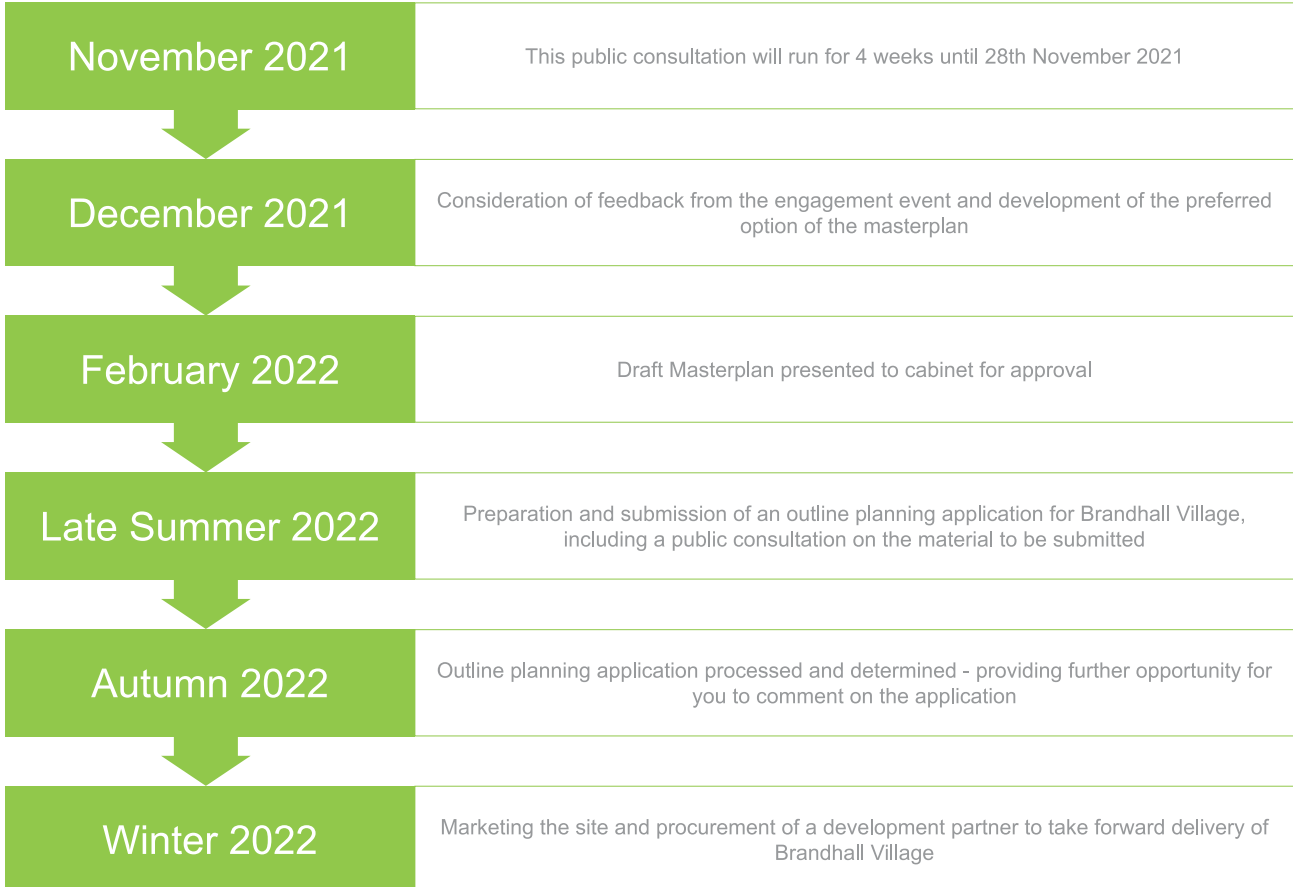 November 2021
This public consultation will run for 4 weeks until 28th November 2021
December 2021
Consideration of feedback from the engagement event and development of the preferred
option of the masterplan
February 2022
Draft Masterplan presented to cabinet for approval
Late Summer 2022
Preparation and submission of an outline planning application for Brandhall Village,
including a public consultation on the material to be submitted
Autumn 2022
Outline planning application processed and determined - providing further opportunity for
you to comment on the application
Winter 2022
Marketing the site and procurement of a development partner to take forward delivery of
Brandhall Village